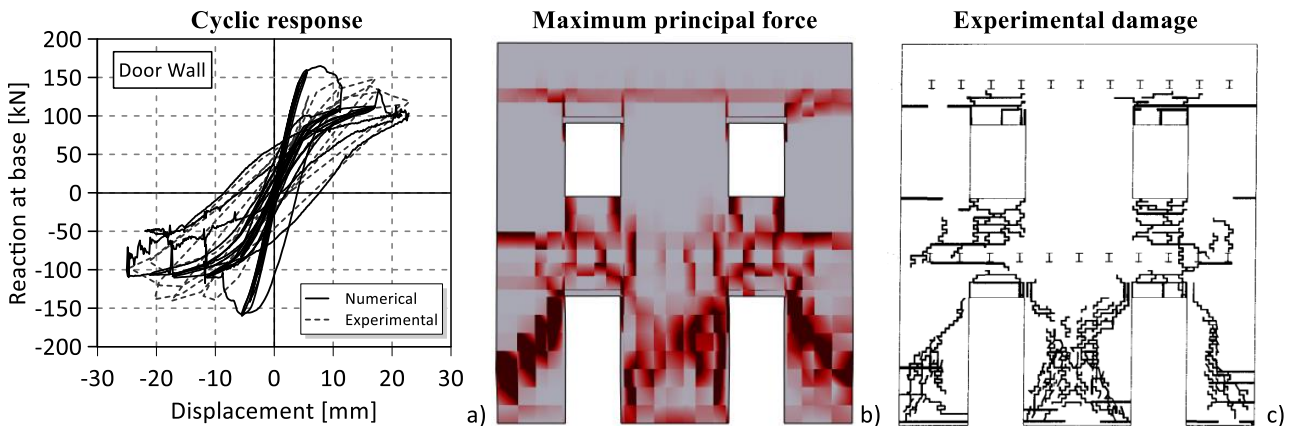 Cyclic response
Maximum principal force
Experimental damage
Reaction at base [kN]
200
150
100
50
0
-50
-100
-150
-200
Door Wall
Numerical
Experimental
-30 -20 -10 0 10 20 30
Displacement [mm]
a)
b)
c)